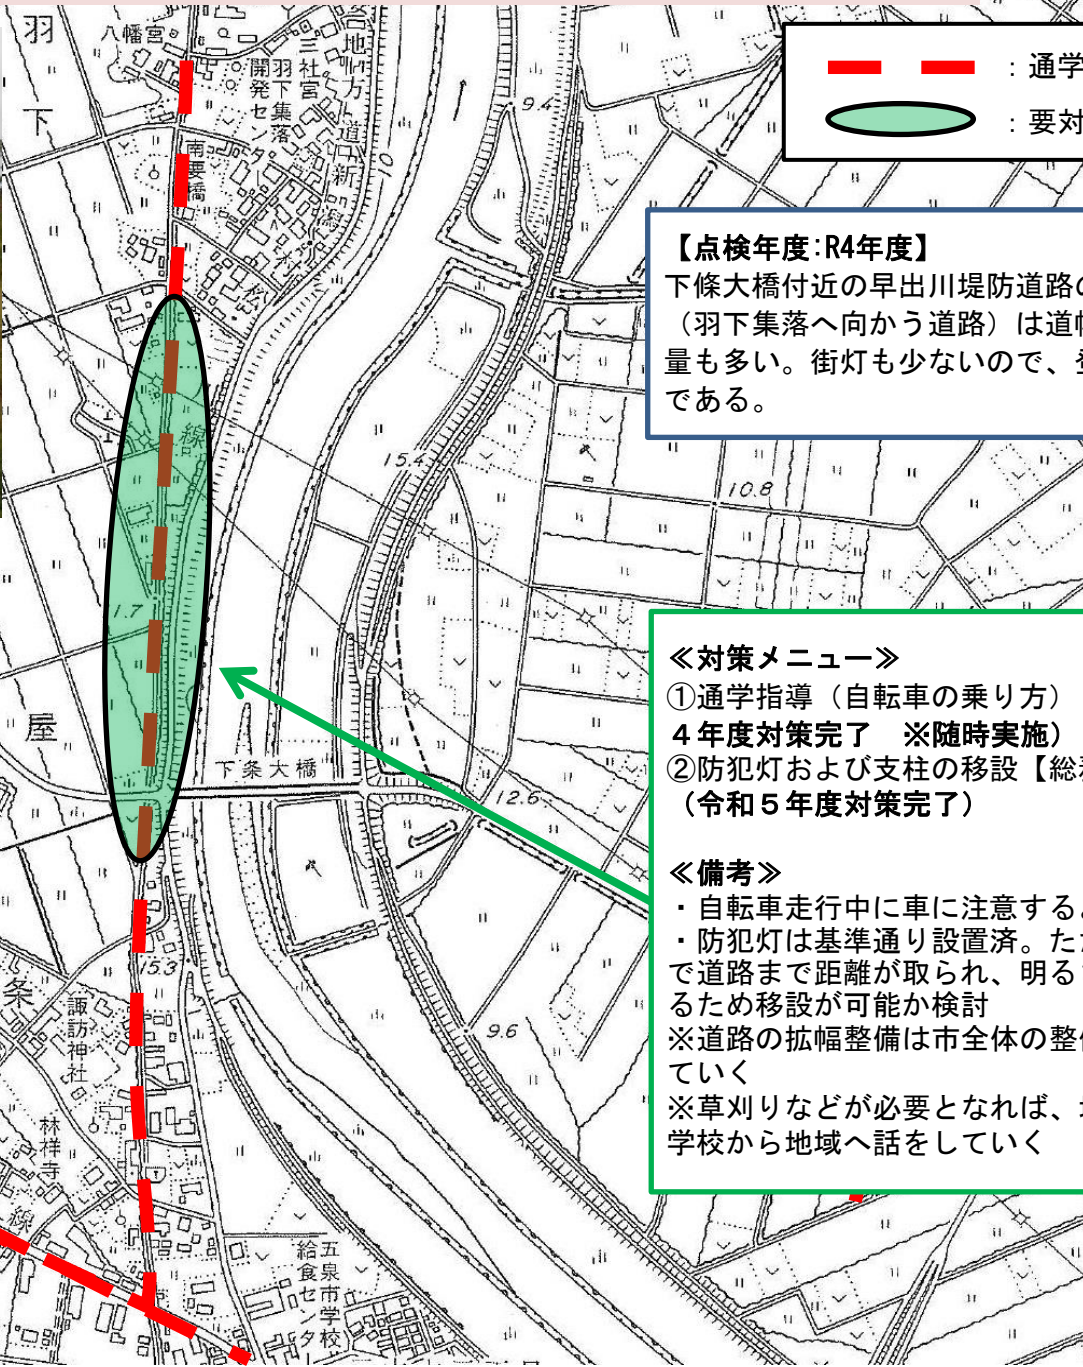 羽下
八幡宮
三社宮
羽下集落
開発センター
地方道新
村松
線
南要橋
10
9.4
：通学
：要対
【点検年度:R4年度】
下條大橋付近の早出川堤防道路
（羽下集落へ向かう道路）は道
量も多い。街灯も少ないので、
である。
15.4
10.8
1.7
屋
下条大橋
12.6
≪対策メニュー≫
①通学指導（自転車の乗り方）
４年度対策完了　※随時実施）
②防犯灯および支柱の移設【総
（令和５年度対策完了）
≪備考≫
・自転車走行中に車に注意する
・防犯灯は基準通り設置済。た
で道路まで距離が取られ、明る
るため移設が可能か検討
※道路の拡幅整備は市全体の整
ていく
※草刈りなどが必要となれば、
学校から地域へ話をしていく
15.3
条
諏訪神社
9.6
林祥寺
線
五泉市学校
給食センター